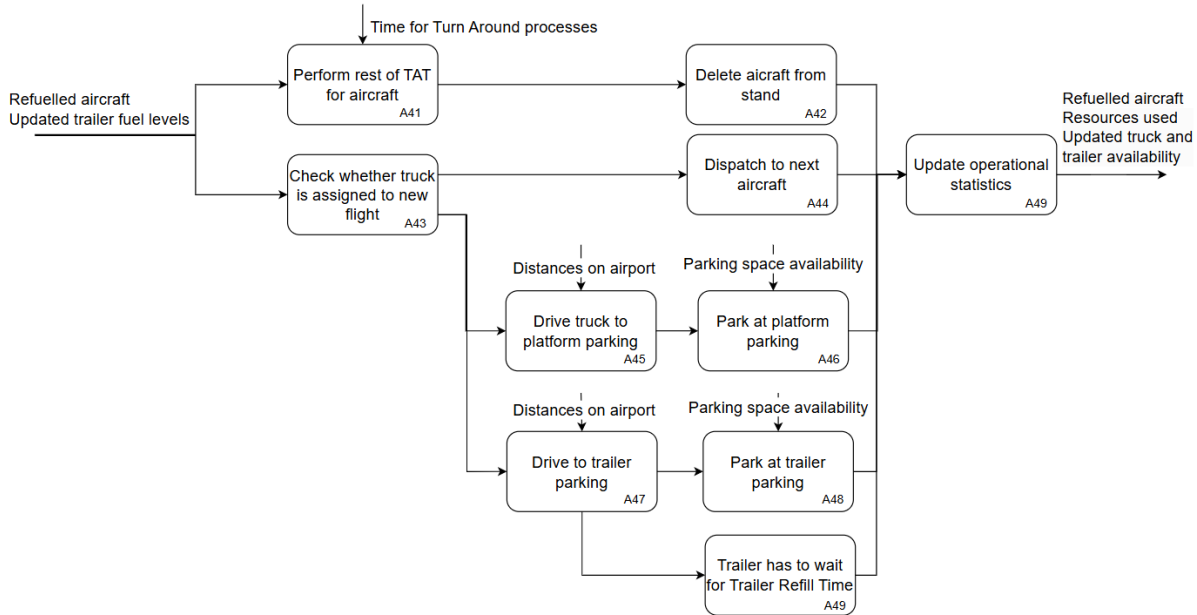 Time for Turn Around processes
Refuelled aircraft
Updated trailer fuel levels
Perform rest of TAT
for aircraft
A41
Delete aicraft from
stand
A42
Refuelled aircraft
Resources used
Updated truck and
trailer availability
Check whether truck
is assigned to new
flight
A43
Dispatch to next
aircraft
A44
Update operational
statistics
A49
Distances on airport
Parking space availability
Drive truck to
platform parking
A45
Park at platform
parking
A46
Distances on airport
Parking space availability
Drive to trailer
parking
A47
Park at trailer
parking
A48
Trailer has to wait
for Trailer Refill Time
A49